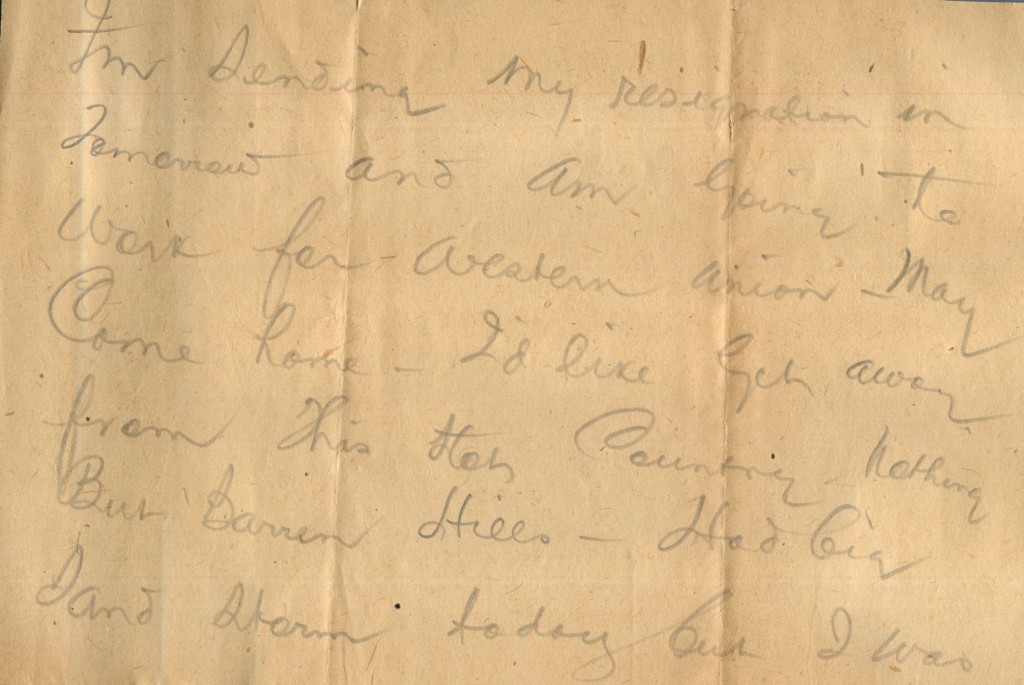 I'm Sending My resignation in
Tomorrow and am Going to
Work for Western Union - May
Come home - I'd like Get away
from This Hot Country - Nothing
But Barren Hills - Had big
Sand Storm today but I was